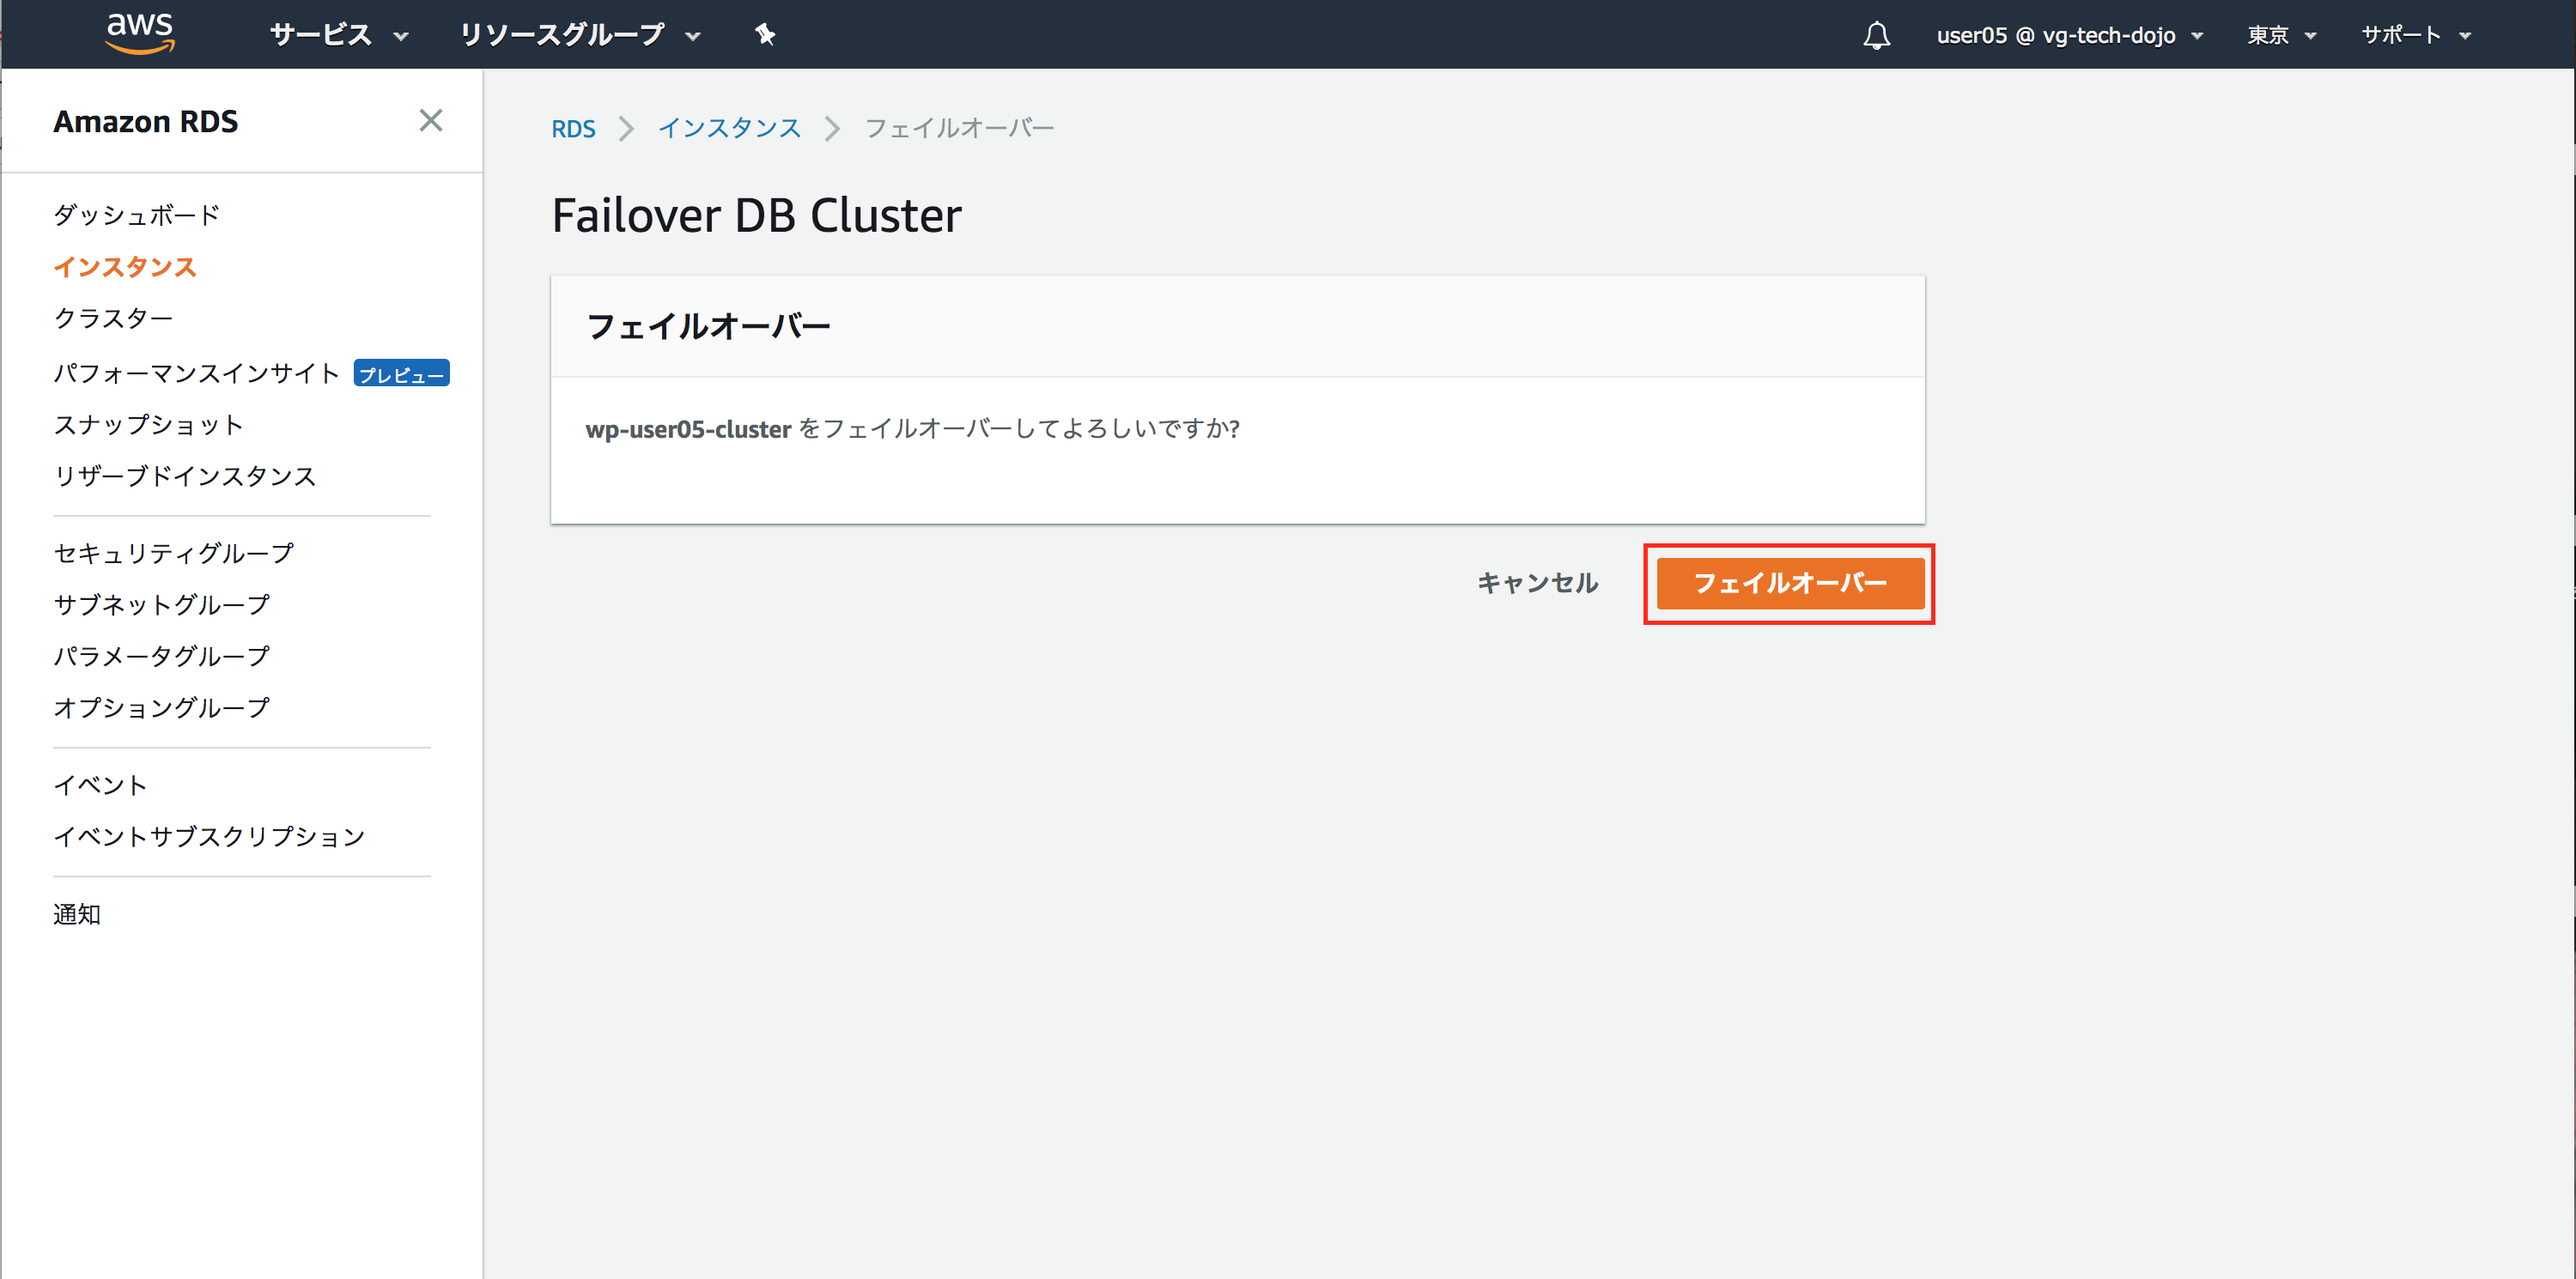 aws サービス リソースグループ user05 @ vg-tech-dojo 東京 サポート
Amazon RDS
ダッシュボード
インスタンス
クラスター
パフォーマンスインサイト プレビュー
スナップショット
リザーブドインスタンス
セキュリティグループ
サブネットグループ
パラメータグループ
オプショングループ
イベント
イベントサブスクリプション
通知
RDS インスタンス フェイルオーバー
Failover DB Cluster
フェイルオーバー
wp-user05-cluster をフェイルオーバーしてよろしいですか?
キャンセル フェイルオーバー